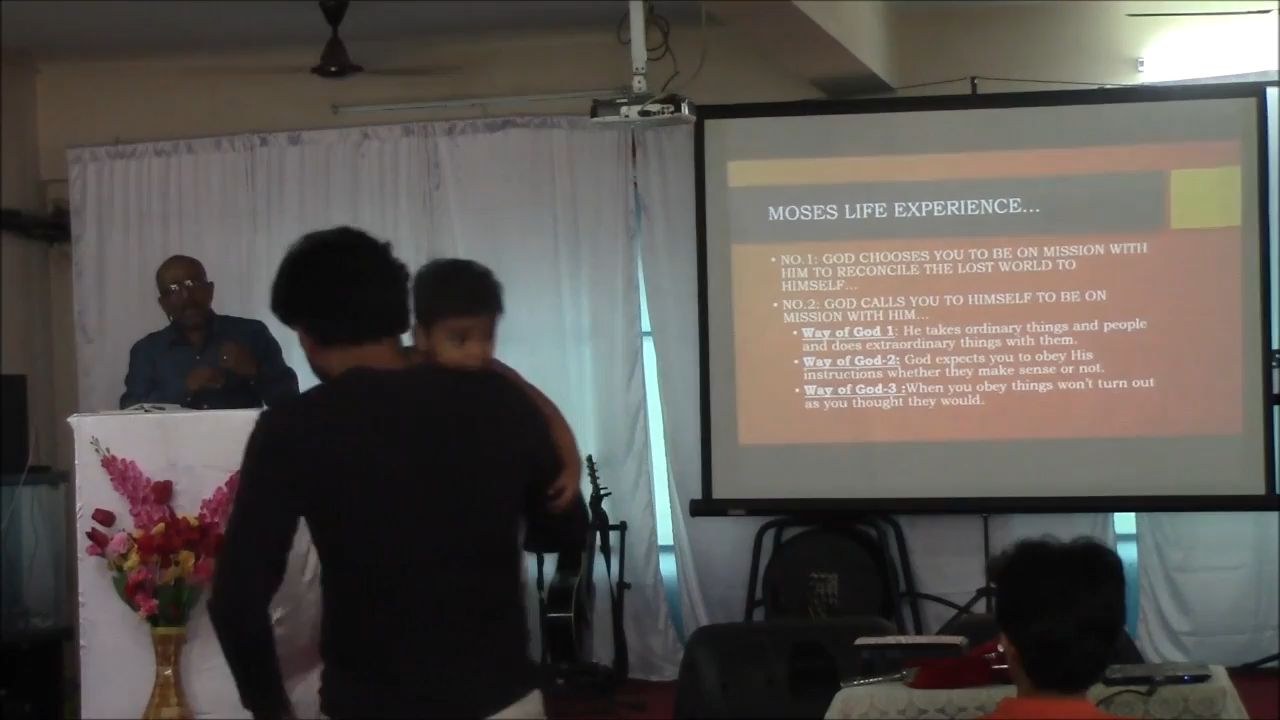 MOSES LIFE EXPERIENCE...
• NO.1: GOD CHOOSES YOU TO BE ON MISSION WITH
HIM TO RECONCILE THE LOST WORLD TO
HIMSELF...
• NO.2: GOD CALLS YOU TO HIMSELF TO BE ON
MISSION WITH HIM...
• Way of God 1: He takes ordinary things and people
and does extraordinary things with them.
• Way of God-2: God expects you to obey His
instructions whether they make sense or not.
• Way of God-3 :When you obey things won't turn out
as you thought they would.